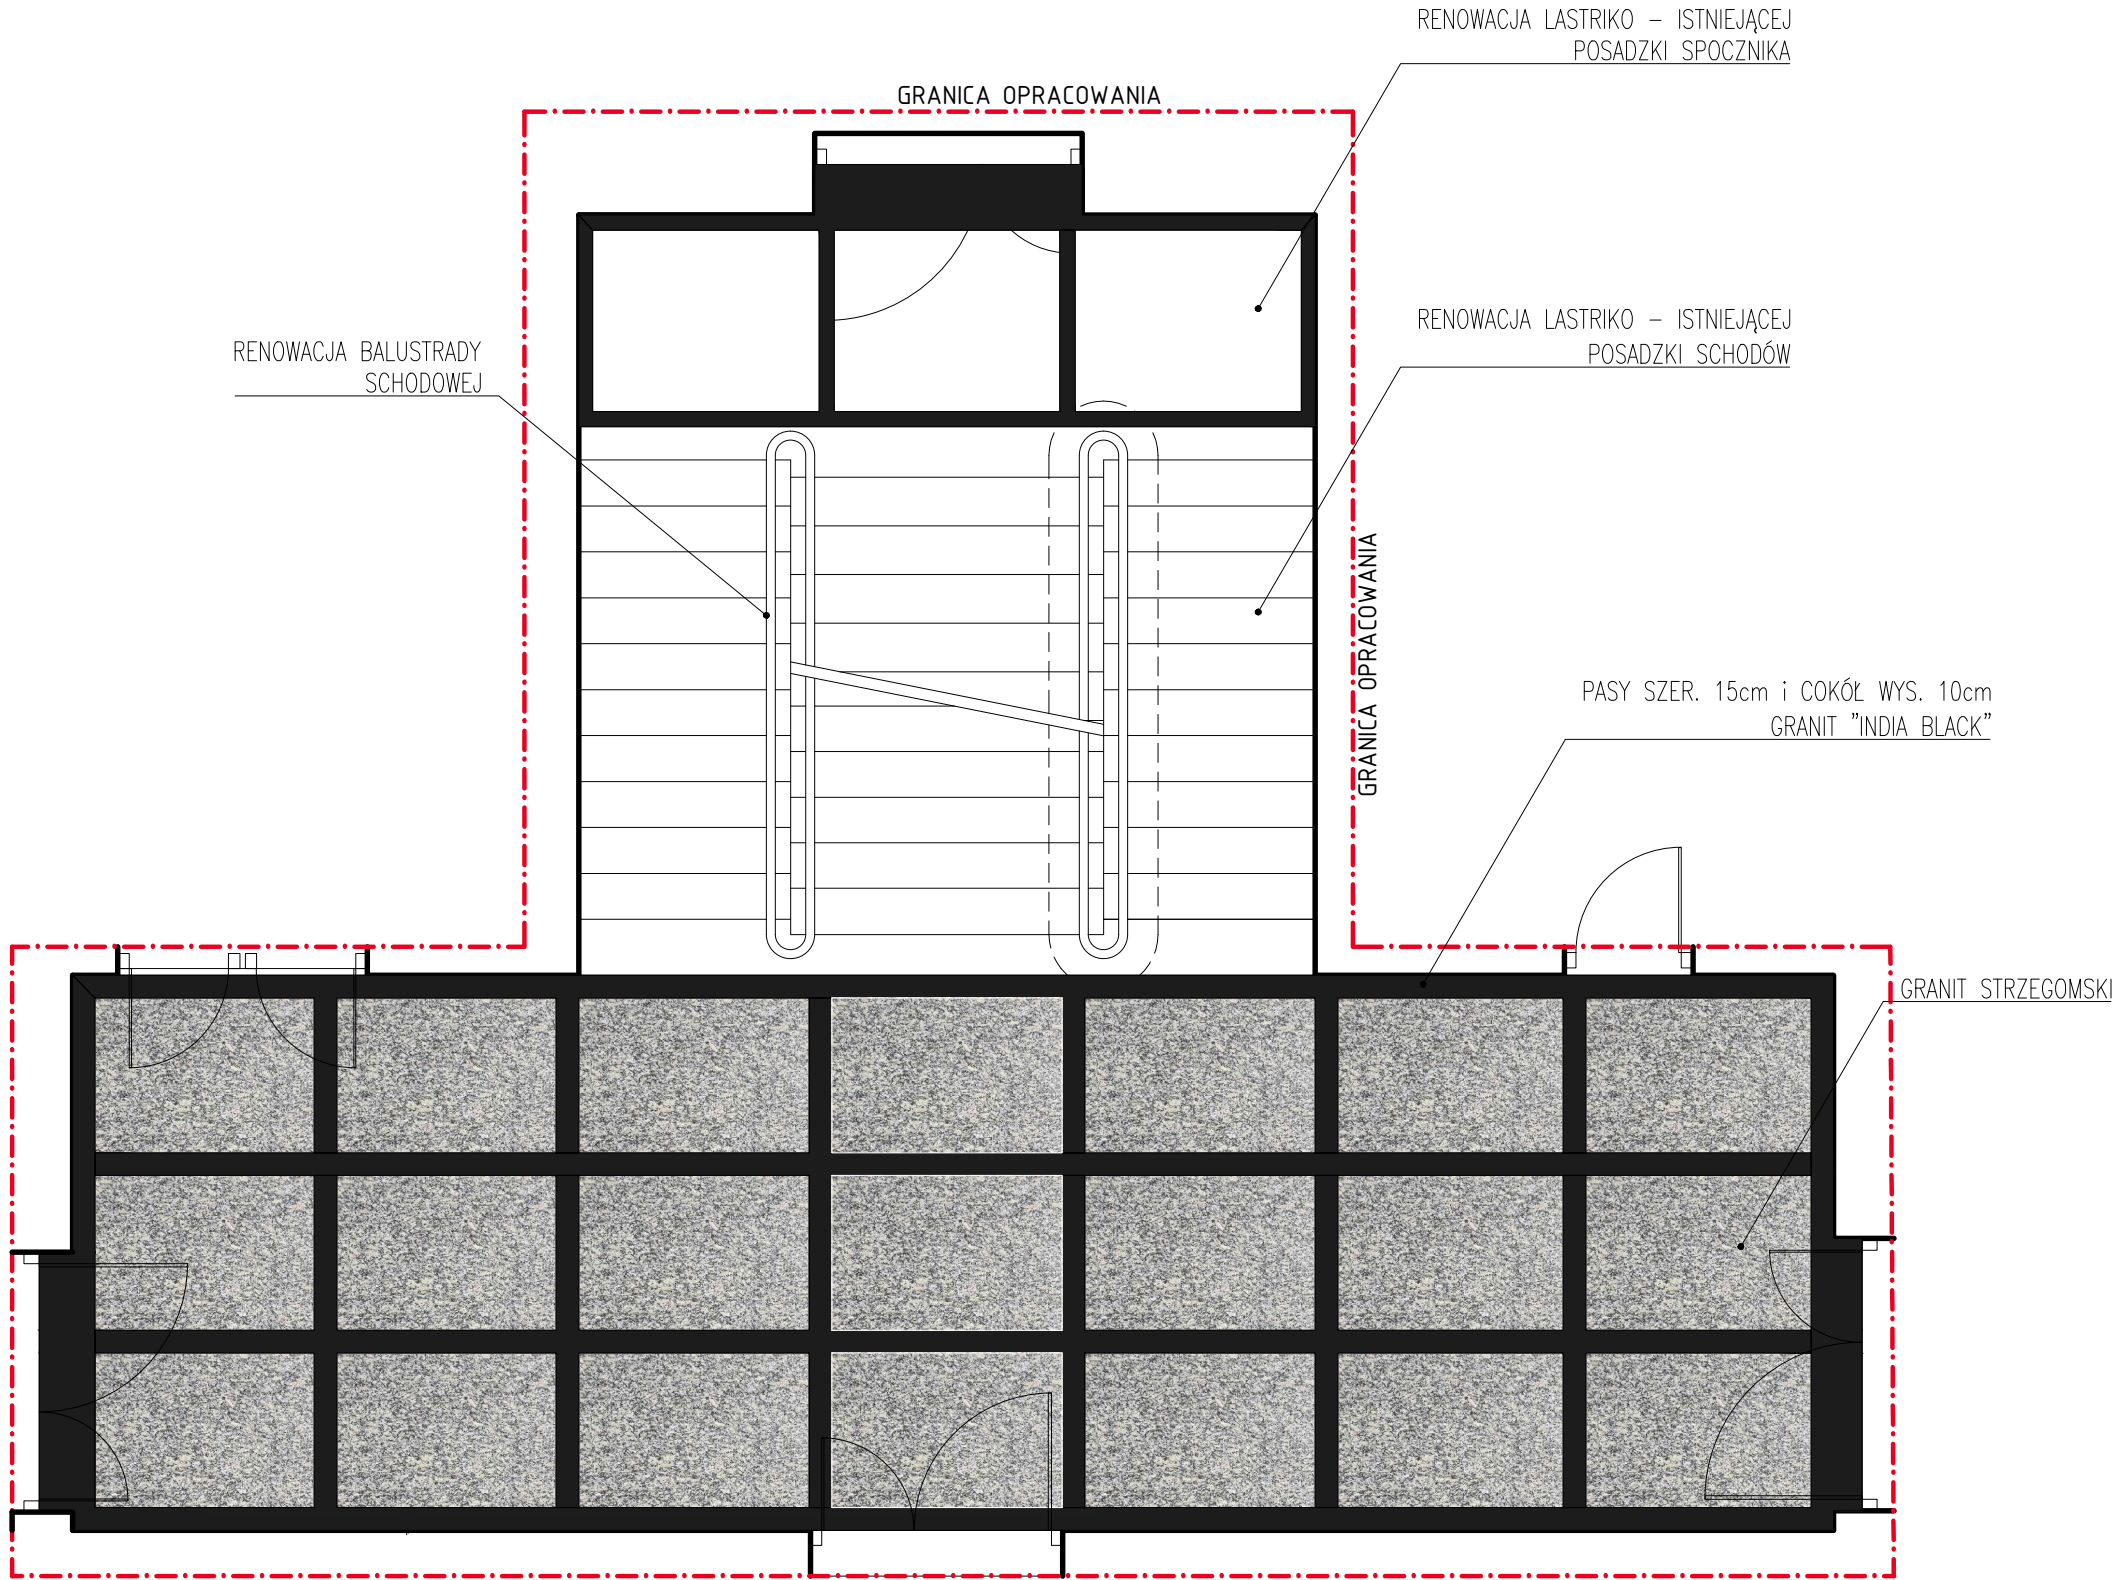 RENOWACJA LASTRIKO – ISTNIEJĄCEJ
POSADZKI SPOCZNIKA
GRANICA OPRACOWANIA
RENOWACJA LASTRIKO – ISTNIEJĄCEJ
POSADZKI SCHODÓW
RENOWACJA BALUSTRADY
SCHODOWEJ
GRANICA OPRACOWANIA
PASY SZER. 15cm i COKÓŁ WYS. 10cm
GRANIT "INDIA BLACK"
GRANIT STRZEGOMSKI